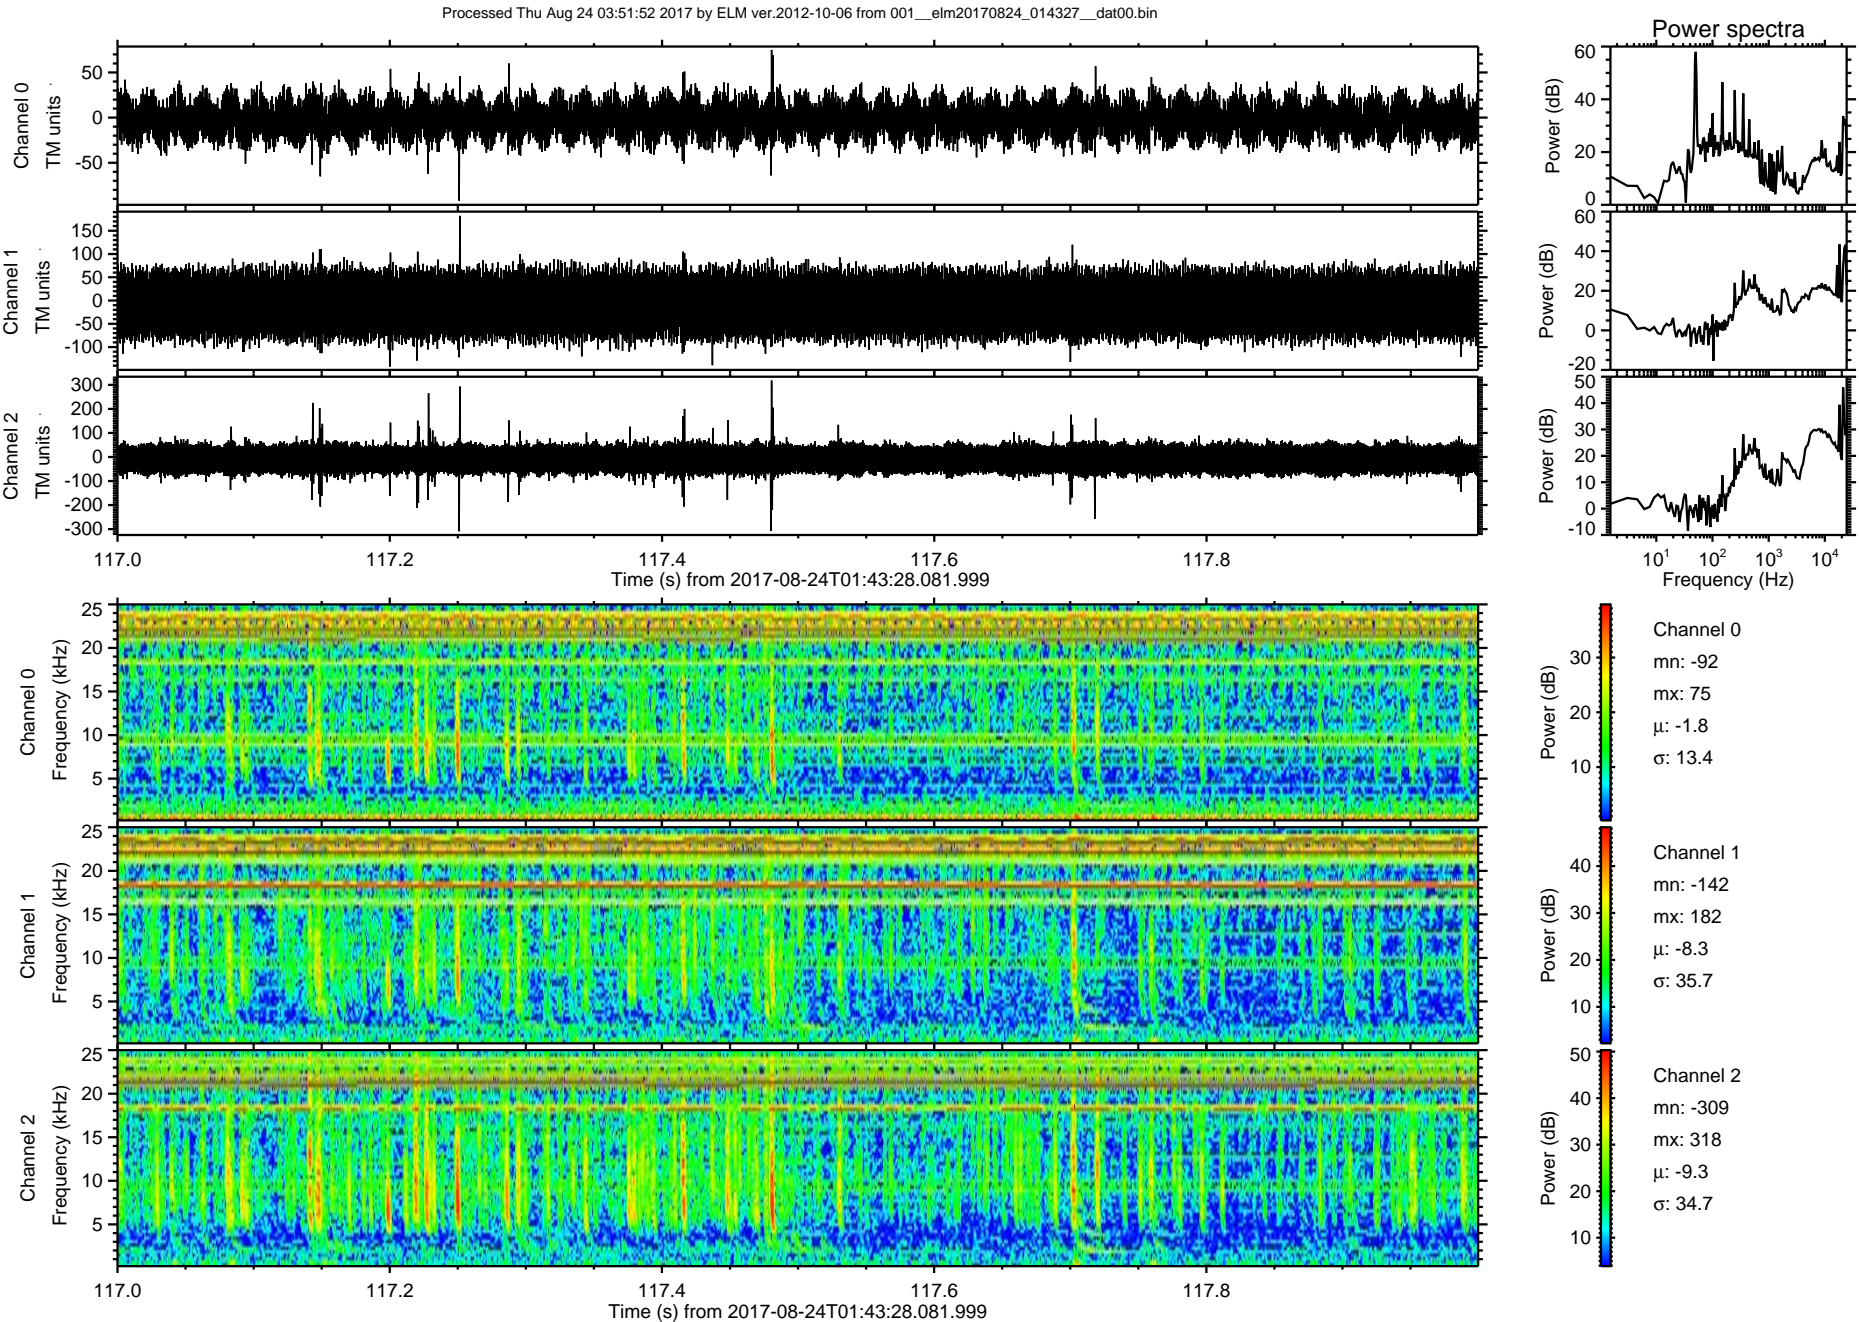 Processed Thu Aug 24 03:51:52 2017 by ELM ver.2012-10-06 from 001__elm20170824_014327__dat00.bin
Power spectra
Channel 0
TM units
50
0
-50
Power (dB)
60
40
20
0
Channel 1
TM units
150
100
50
0
-50
-100
Power (dB)
60
40
20
0
-20
Channel 2
TM units
300
200
100
0
-100
-200
-300
Power (dB)
50
40
30
20
10
0
-10
117.0 117.2 117.4 117.6 117.8
Time (s) from 2017-08-24T01:43:28.081.999
10^1 10^2 10^3 10^4
Frequency (Hz)
Channel 0
Frequency (kHz)
25
20
15
10
5
Power (dB)
30
20
10
Channel 0
mn: -92
mx: 75
μ: -1.8
σ: 13.4
Channel 1
Frequency (kHz)
25
20
15
10
5
Power (dB)
40
30
20
10
Channel 1
mn: -142
mx: 182
μ: -8.3
σ: 35.7
Channel 2
Frequency (kHz)
25
20
15
10
5
Power (dB)
50
40
30
20
10
Channel 2
mn: -309
mx: 318
μ: -9.3
σ: 34.7
117.0 117.2 117.4 117.6 117.8
Time (s) from 2017-08-24T01:43:28.081.999